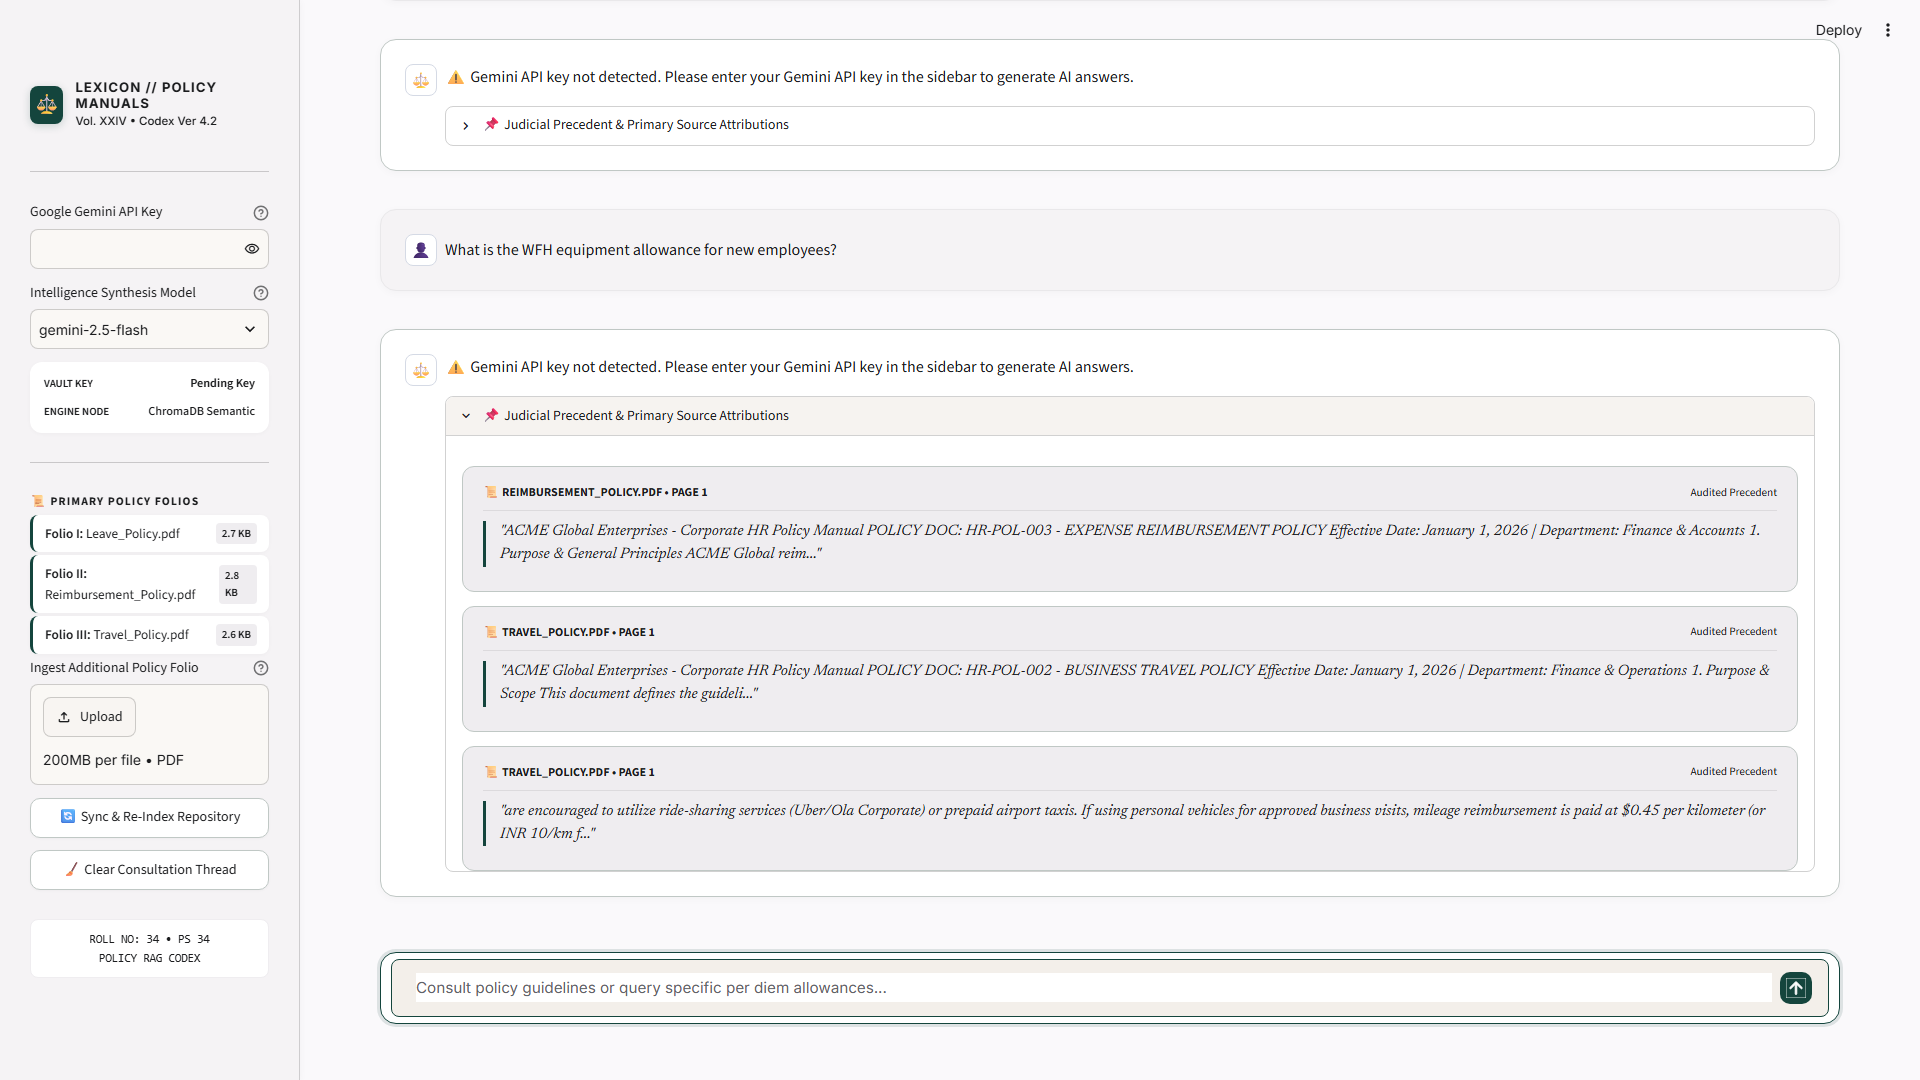 Deploy
LEXICON // POLICY
MANUALS
Vol. XXIV • Codex Ver 4.2
Google Gemini API Key
Intelligence Synthesis Model
gemini-2.5-flash
VAULT KEY Pending Key
ENGINE NODE ChromaDB Semantic
📜 PRIMARY POLICY FOLIOS
Folio I: Leave_Policy.pdf 2.7 KB
Folio II: 2.8
Reimbursement_Policy.pdf KB
Folio III: Travel_Policy.pdf 2.6 KB
Ingest Additional Policy Folio
Upload
200MB per file • PDF
🔄 Sync & Re-Index Repository
🧹 Clear Consultation Thread
ROLL NO: 34 • PS 34
POLICY RAG CODEX
⚠️ Gemini API key not detected. Please enter your Gemini API key in the sidebar to generate AI answers.
📌 Judicial Precedent & Primary Source Attributions
What is the WFH equipment allowance for new employees?
⚠️ Gemini API key not detected. Please enter your Gemini API key in the sidebar to generate AI answers.
📌 Judicial Precedent & Primary Source Attributions
📜 REIMBURSEMENT_POLICY.PDF • PAGE 1 Audited Precedent
"ACME Global Enterprises - Corporate HR Policy Manual POLICY DOC: HR-POL-003 - EXPENSE REIMBURSEMENT POLICY Effective Date: January 1, 2026 | Department: Finance & Accounts 1.
Purpose & General Principles ACME Global reim..."
📜 TRAVEL_POLICY.PDF • PAGE 1 Audited Precedent
"ACME Global Enterprises - Corporate HR Policy Manual POLICY DOC: HR-POL-002 - BUSINESS TRAVEL POLICY Effective Date: January 1, 2026 | Department: Finance & Operations 1. Purpose &
Scope This document defines the guideli..."
📜 TRAVEL_POLICY.PDF • PAGE 1 Audited Precedent
"are encouraged to utilize ride-sharing services (Uber/Ola Corporate) or prepaid airport taxis. If using personal vehicles for approved business visits, mileage reimbursement is paid at $0.45 per kilometer (or
INR 10/km f..."
Consult policy guidelines or query specific per diem allowances...